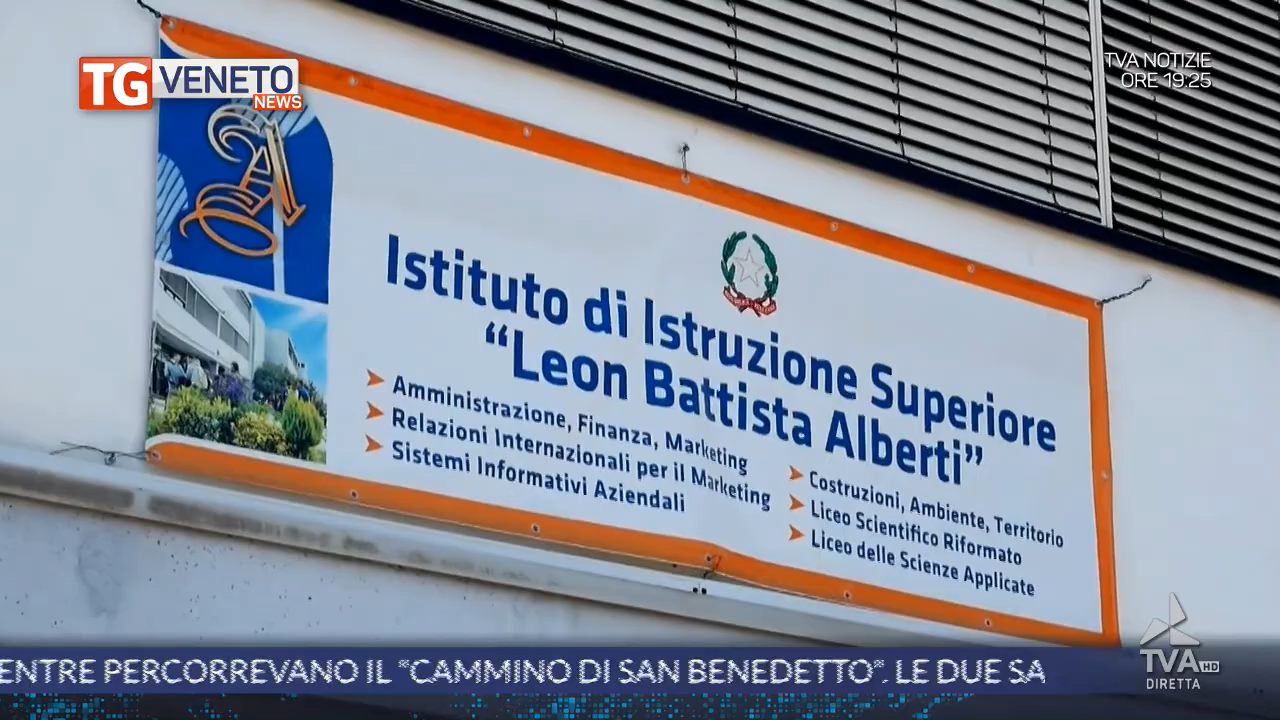 TG VENETO
NEWS
TVA NOTIZIE
ORE 19.25
A
Istituto di Istruzione Superiore
“Leon Battista Alberti”
Amministrazione, Finanza, Marketing
Relazioni Internazionali per il Marketing
Sistemi Informativi Aziendali
Costruzioni, Ambiente, Territorio
Liceo Scientifico Riformato
Liceo delle Scienze Applicate
ENTRE PERCORREVANO IL "CAMMINO DI SAN BENEDETTO". LE DUE SA
TVA HD
DIRETTA